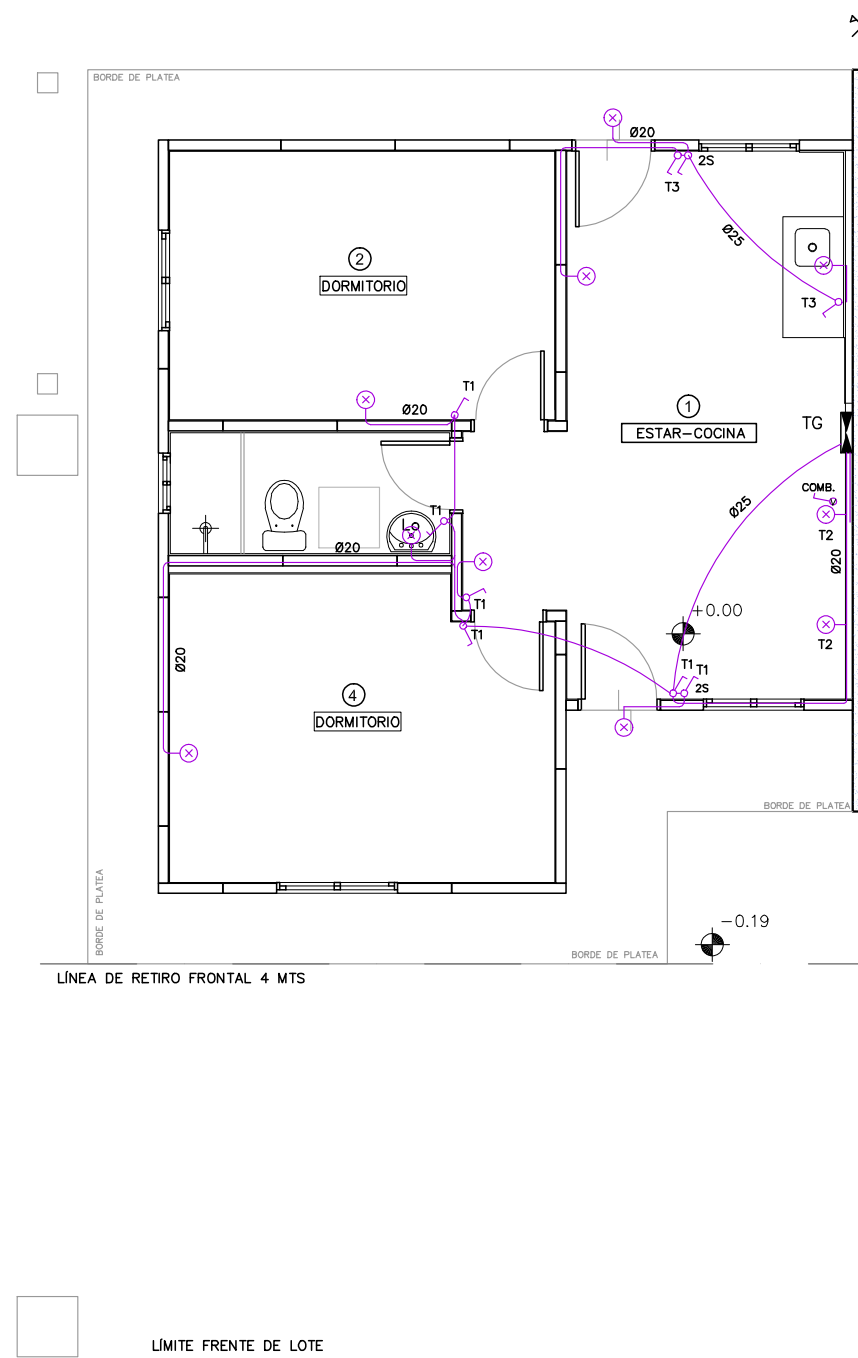 A
BORDE DE PLATEA
Ø20
2S
T3
Ø25
2
DORMITORIO
T3
T1
Ø20
1
ESTAR-COCINA
TG
COMB.
Ø25
T1
Lo
T2
Ø20
Ø20
T1
+0.00
T1
T2
Ø20
T1
T1
2S
4
DORMITORIO
BORDE DE PLATEA
BORDE DE PLATEA
-0.19
BORDE DE PLATEA
LÍNEA DE RETIRO FRONTAL 4 MTS
LÍMITE FRENTE DE LOTE